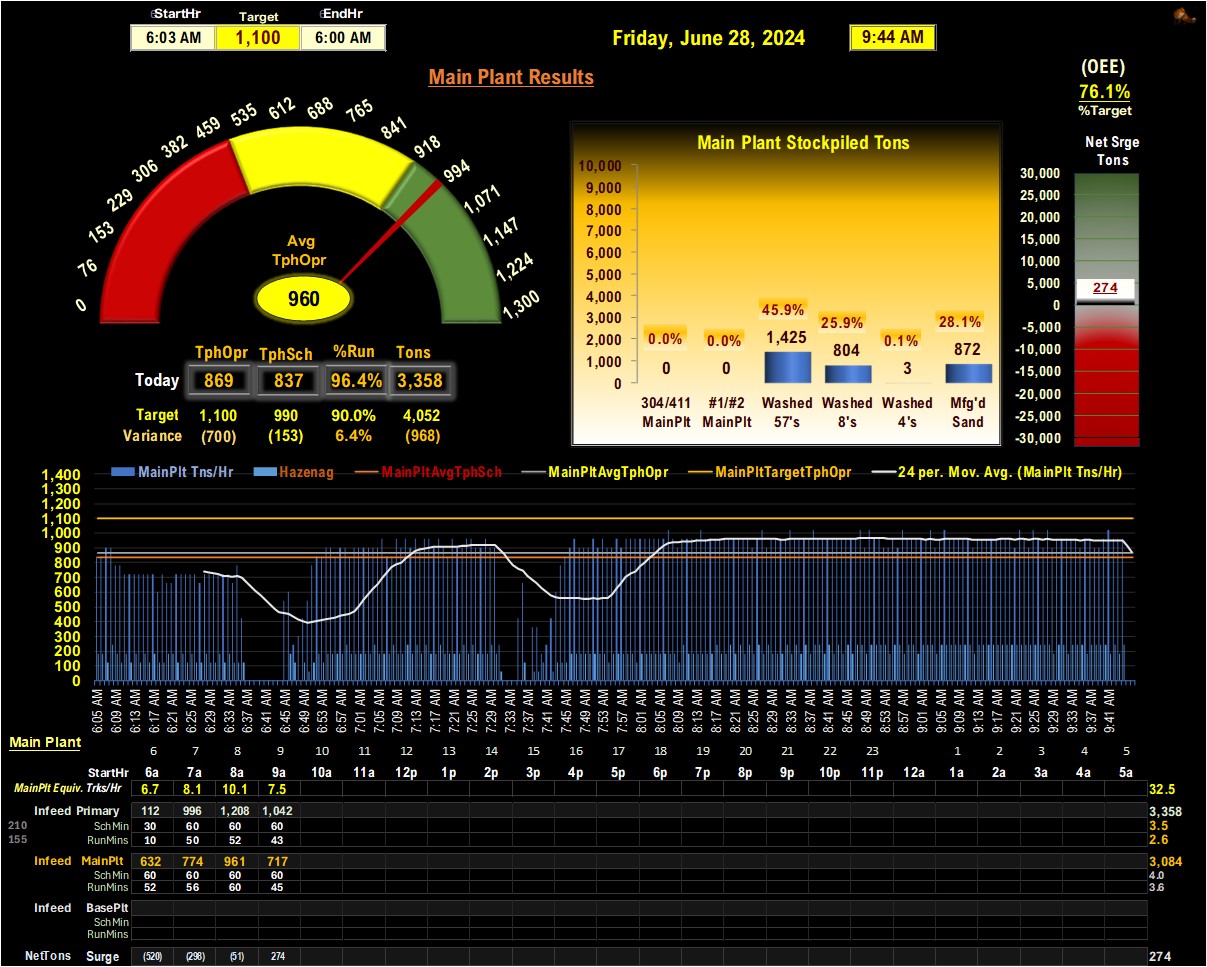 StartHr Target EndHr
6:03 AM 1,100 6:00 AM
Friday, June 28, 2024 9:44 AM
Main Plant Results
(OEE)
76.1%
%Target
0 76 153 229 306 382 459 535 612 688 765 841 918 994 1,071 1,147 1,224 1,300
Avg
TphOpr
960
TphOpr TphSch %Run Tons
Today 869 837 96.4% 3,358
Target 1,100 990 90.0% 4,052
Variance (700) (153) 6.4% (968)
Main Plant Stockpiled Tons
10,000
9,000
8,000
7,000
6,000
5,000
4,000
3,000
2,000
1,000
0
0.0% 0.0% 45.9% 25.9% 0.1% 28.1%
0 0 1,425 804 3 872
304/411 #1/#2 Washed Washed Washed Mfg'd
MainPlt MainPlt 57's 8's 4's Sand
Net Srge
Tons
30,000
25,000
20,000
15,000
10,000
5,000
274
0
-5,000
-10,000
-15,000
-20,000
-25,000
-30,000
MainPlt Tns/Hr Hazenag MainPltAvgTphSch MainPltAvgTphOpr MainPltTargetTphOpr 24 per. Mov. Avg. (MainPlt Tns/Hr)
1,400
1,300
1,200
1,100
1,000
900
800
700
600
500
400
300
200
100
0
6:05 AM 6:09 AM 6:13 AM 6:17 AM 6:21 AM 6:25 AM 6:29 AM 6:33 AM 6:37 AM 6:41 AM 6:45 AM 6:49 AM 6:53 AM 6:57 AM 7:01 AM 7:05 AM 7:09 AM 7:13 AM 7:17 AM 7:21 AM 7:25 AM 7:29 AM 7:33 AM 7:37 AM 7:41 AM 7:45 AM 7:49 AM 7:53 AM 7:57 AM 8:01 AM 8:05 AM 8:09 AM 8:13 AM 8:17 AM 8:21 AM 8:25 AM 8:29 AM 8:33 AM 8:37 AM 8:41 AM 8:45 AM 8:49 AM 8:53 AM 8:57 AM 9:01 AM 9:05 AM 9:09 AM 9:13 AM 9:17 AM 9:21 AM 9:25 AM 9:29 AM 9:33 AM 9:37 AM 9:41 AM
Main Plant
6 7 8 9 10 11 12 13 14 15 16 17 18 19 20 21 22 23 1 2 3 4 5
StartHr 6a 7a 8a 9a 10a 11a 12p 1p 2p 3p 4p 5p 6p 7p 8p 9p 10p 11p 12a 1a 2a 3a 4a 5a
MainPlt Equiv. Trks/Hr 6.7 8.1 10.1 7.5 32.5
Infeed Primary 112 996 1,208 1,042 3,358
210 SchMin 30 60 60 60 3.5
155 RunMins 10 50 52 43 2.6
Infeed MainPlt 632 774 961 717 3,084
SchMin 60 60 60 60 4.0
RunMins 52 56 60 45 3.6
Infeed BasePlt
SchMin
RunMins
NetTons Surge (520) (298) (51) 274 274